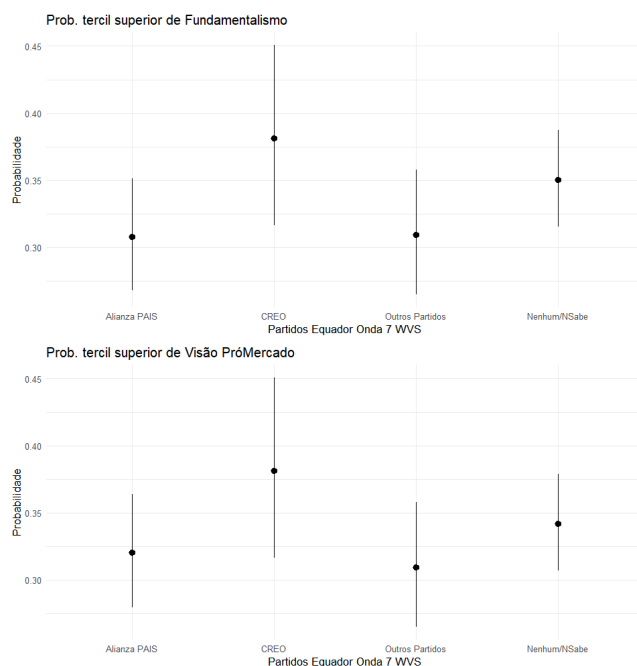 Prob. tercil superior de Fundamentalismo
0.45
0.40
0.35
0.30
Probabilidade
Alianza PAIS CREO Outros Partidos Nenhum/NSabe
Partidos Equador Onda 7 WVS
Prob. tercil superior de Visão PróMercado
0.45
0.40
0.35
0.30
Probabilidade
Alianza PAIS CREO Outros Partidos Nenhum/NSabe
Partidos Equador Onda 7 WVS